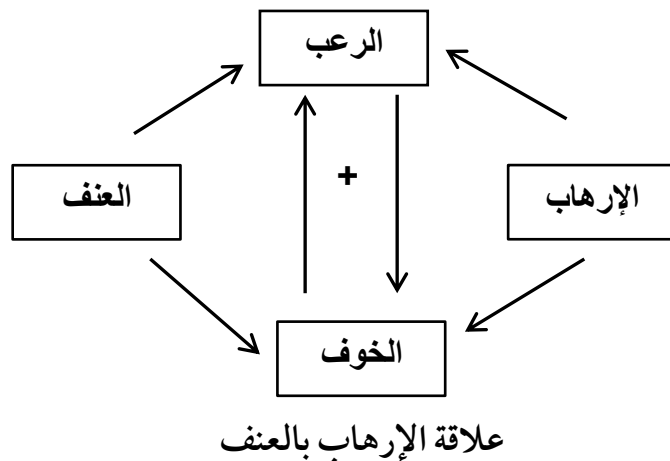 الرعب
+
الإرهاب
العنف
الخوف
علاقة الإرهاب بالعنف